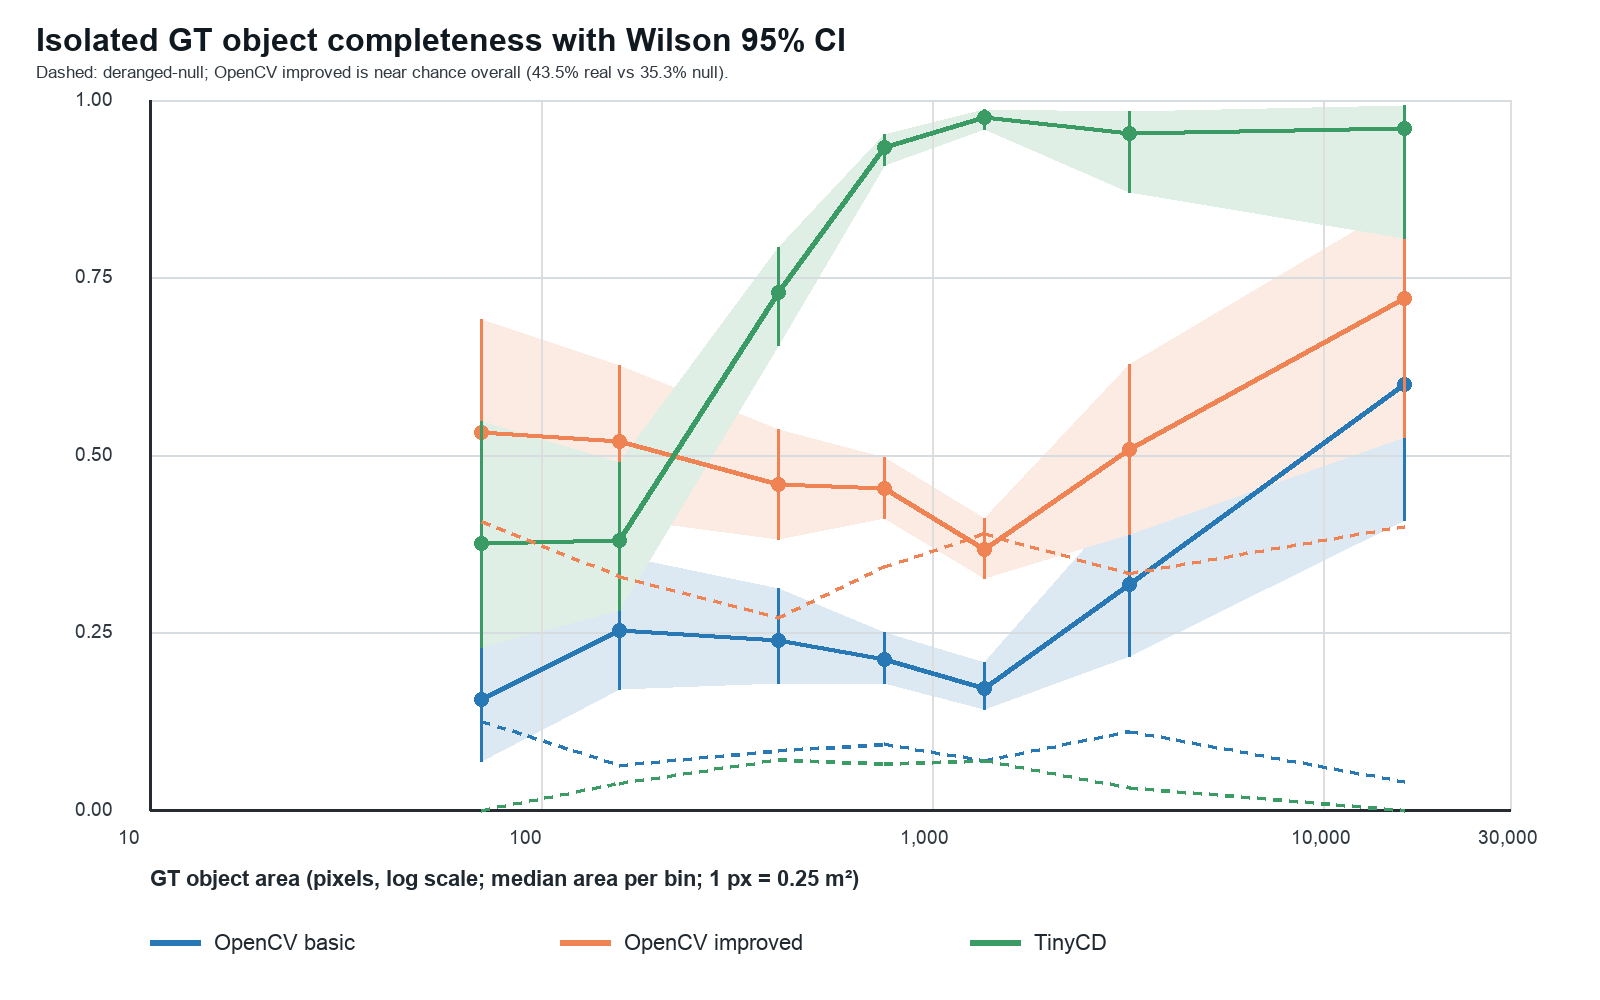 Isolated GT object completeness with Wilson 95% CI
Dashed: deranged-null; OpenCV improved is near chance overall (43.5% real vs 35.3% null).
1.00
0.75
0.50
0.25
0.00
10 100 1,000 10,000 30,000
GT object area (pixels, log scale; median area per bin; 1 px = 0.25 m²)
OpenCV basic OpenCV improved TinyCD